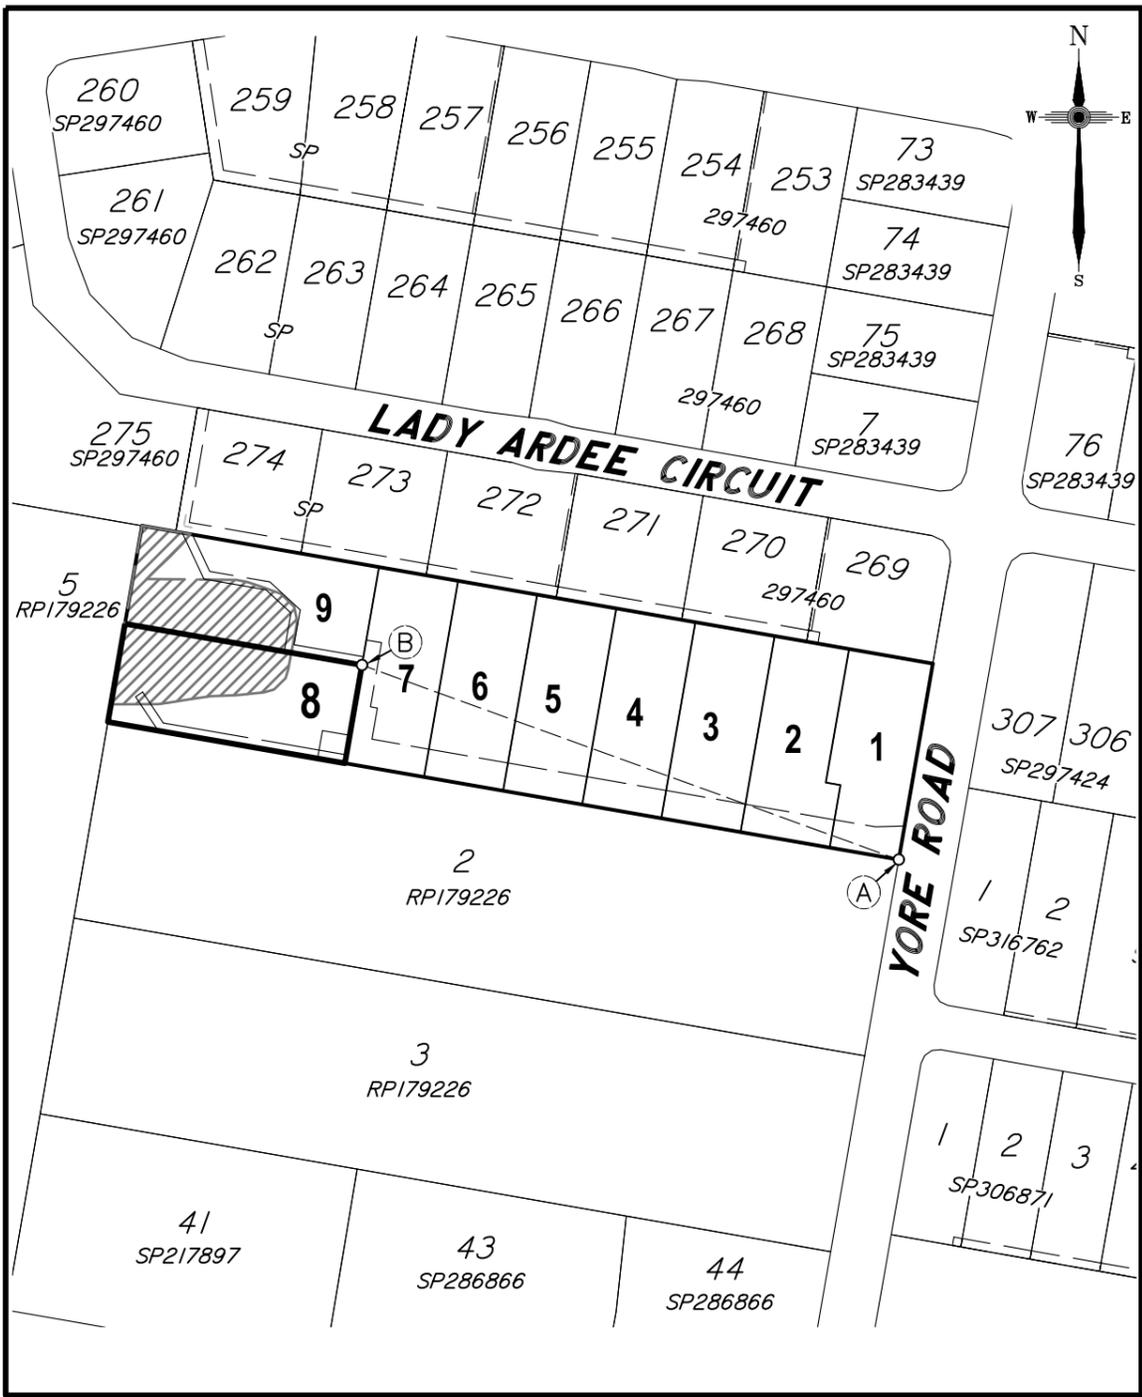 N
W E
S
260
SP297460
259
258
257
256
255
254
253
SP
297460
73
SP283439
74
SP283439
261
SP297460
262
263
264
265
266
267
268
SP
297460
75
SP283439
7
SP283439
76
SP283439
LADY ARDEE CIRCUIT
275
SP297460
274
273
272
271
270
269
SP
297460
5
RP179226
9
8
B
7
6
5
4
3
2
1
A
YORE ROAD
307
306
SP297424
2
RP179226
1
2
SP316762
3
RP179226
1
2
3
SP306871
41
SP217897
43
SP286866
44
SP286866